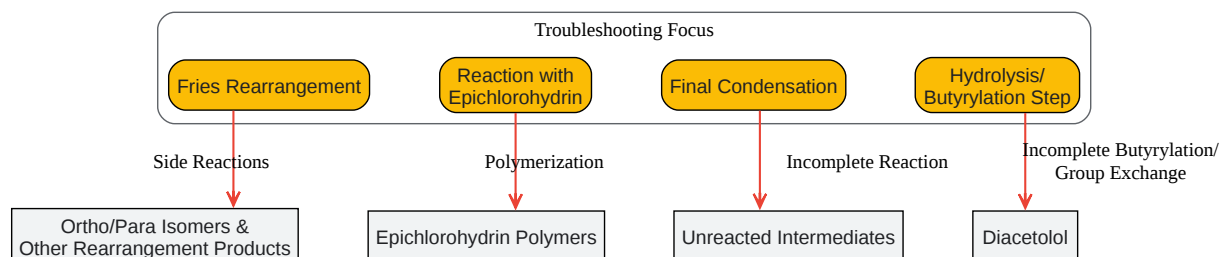 Troubleshooting Focus
Fries Rearrangement
Reaction with
Epichlorohydrin
Final Condensation
Hydrolysis/
Butyrylation Step
Side Reactions
Polymerization
Incomplete Reaction
Incomplete Butyrylation/
Group Exchange
Ortho/Para Isomers &
Other Rearrangement Products
Epichlorohydrin Polymers
Unreacted Intermediates
Diacetolol